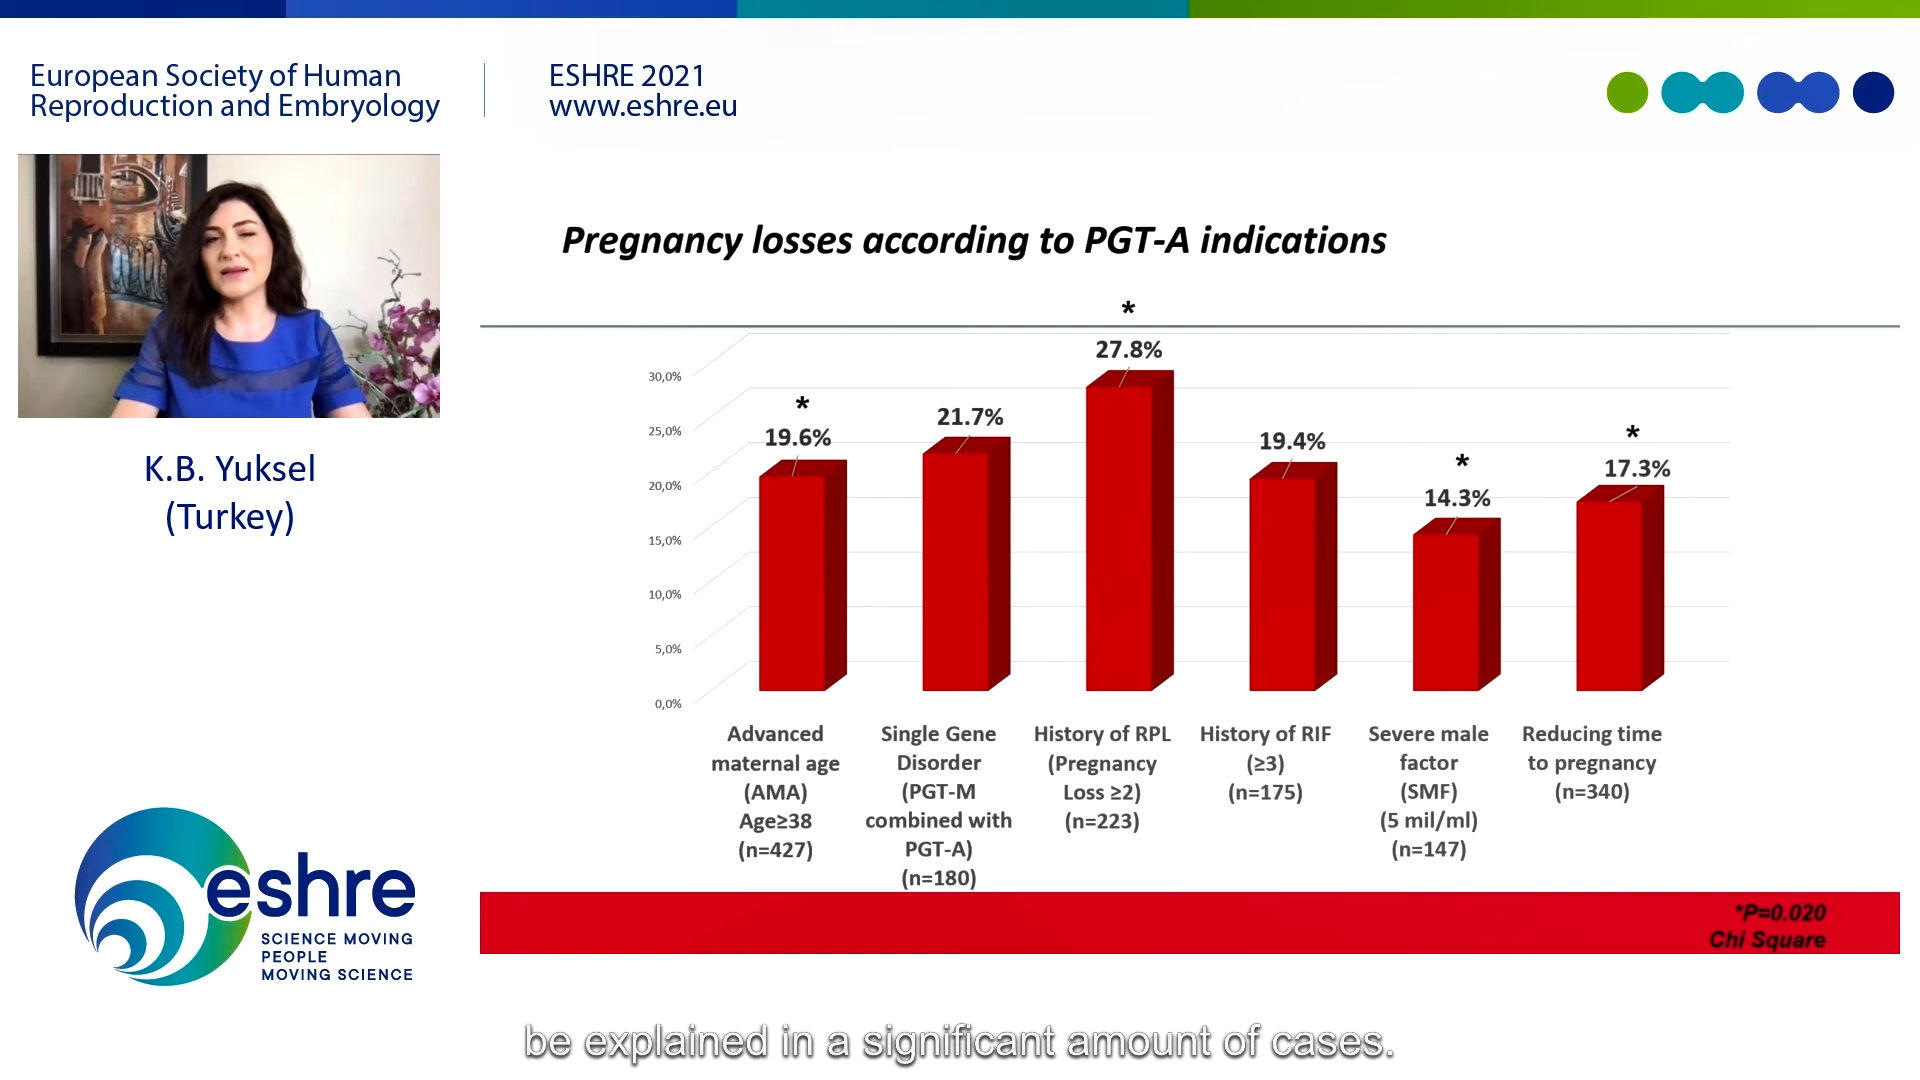 European Society of Human
Reproduction and Embryology
ESHRE 2021
www.eshre.eu
K.B. Yuksel
(Turkey)
eshre
SCIENCE MOVING
PEOPLE
MOVING SCIENCE
Pregnancy losses according to PGT-A indications
30,0%
25,0%
20,0%
15,0%
10,0%
5,0%
0,0%
*
19.6%
21.7%
*
27.8%
19.4%
*
14.3%
*
17.3%
Advanced
maternal age
(AMA)
Age≥38
(n=427)
Single Gene
Disorder
(PGT-M
combined with
PGT-A)
(n=180)
History of RPL
(Pregnancy
Loss ≥2)
(n=223)
History of RIF
(≥3)
(n=175)
Severe male
factor
(SMF)
(5 mil/ml)
(n=147)
Reducing time
to pregnancy
(n=340)
*P=0.020
Chi Square
be explained in a significant amount of cases.